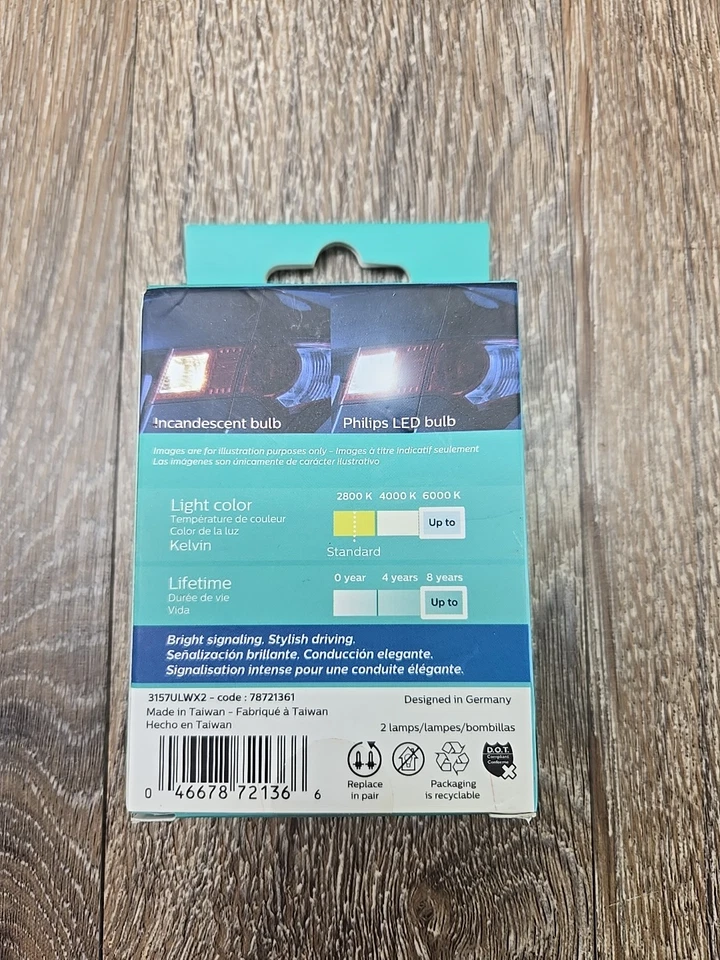 Incandescent bulb
Philips LED bulb
Images are for illustration purposes only - Images à titre indicatif seulement
Las imágenes son únicamente de carácter ilustrativo
Light color
Température de couleur
Color de la luz
Kelvin
2800 K 4000 K 6000K
Up to
Standard
Lifetime
Durée de vie
Vida
0 year 4 years 8 years
Up to
Bright signaling. Stylish driving.
Señalización brillante. Conducción elegante.
Signalisation intense pour une conduite élégante.
3157ULWX2 - code : 78721361
Made in Taiwan - Fabriqué à Taiwan
Hecho en Taiwan
Designed in Germany
2 lamps/lampes/bombillas
0 46678 72136 6
Replace
in pair
Packaging
is recyclable
D.O.T.
Compliant